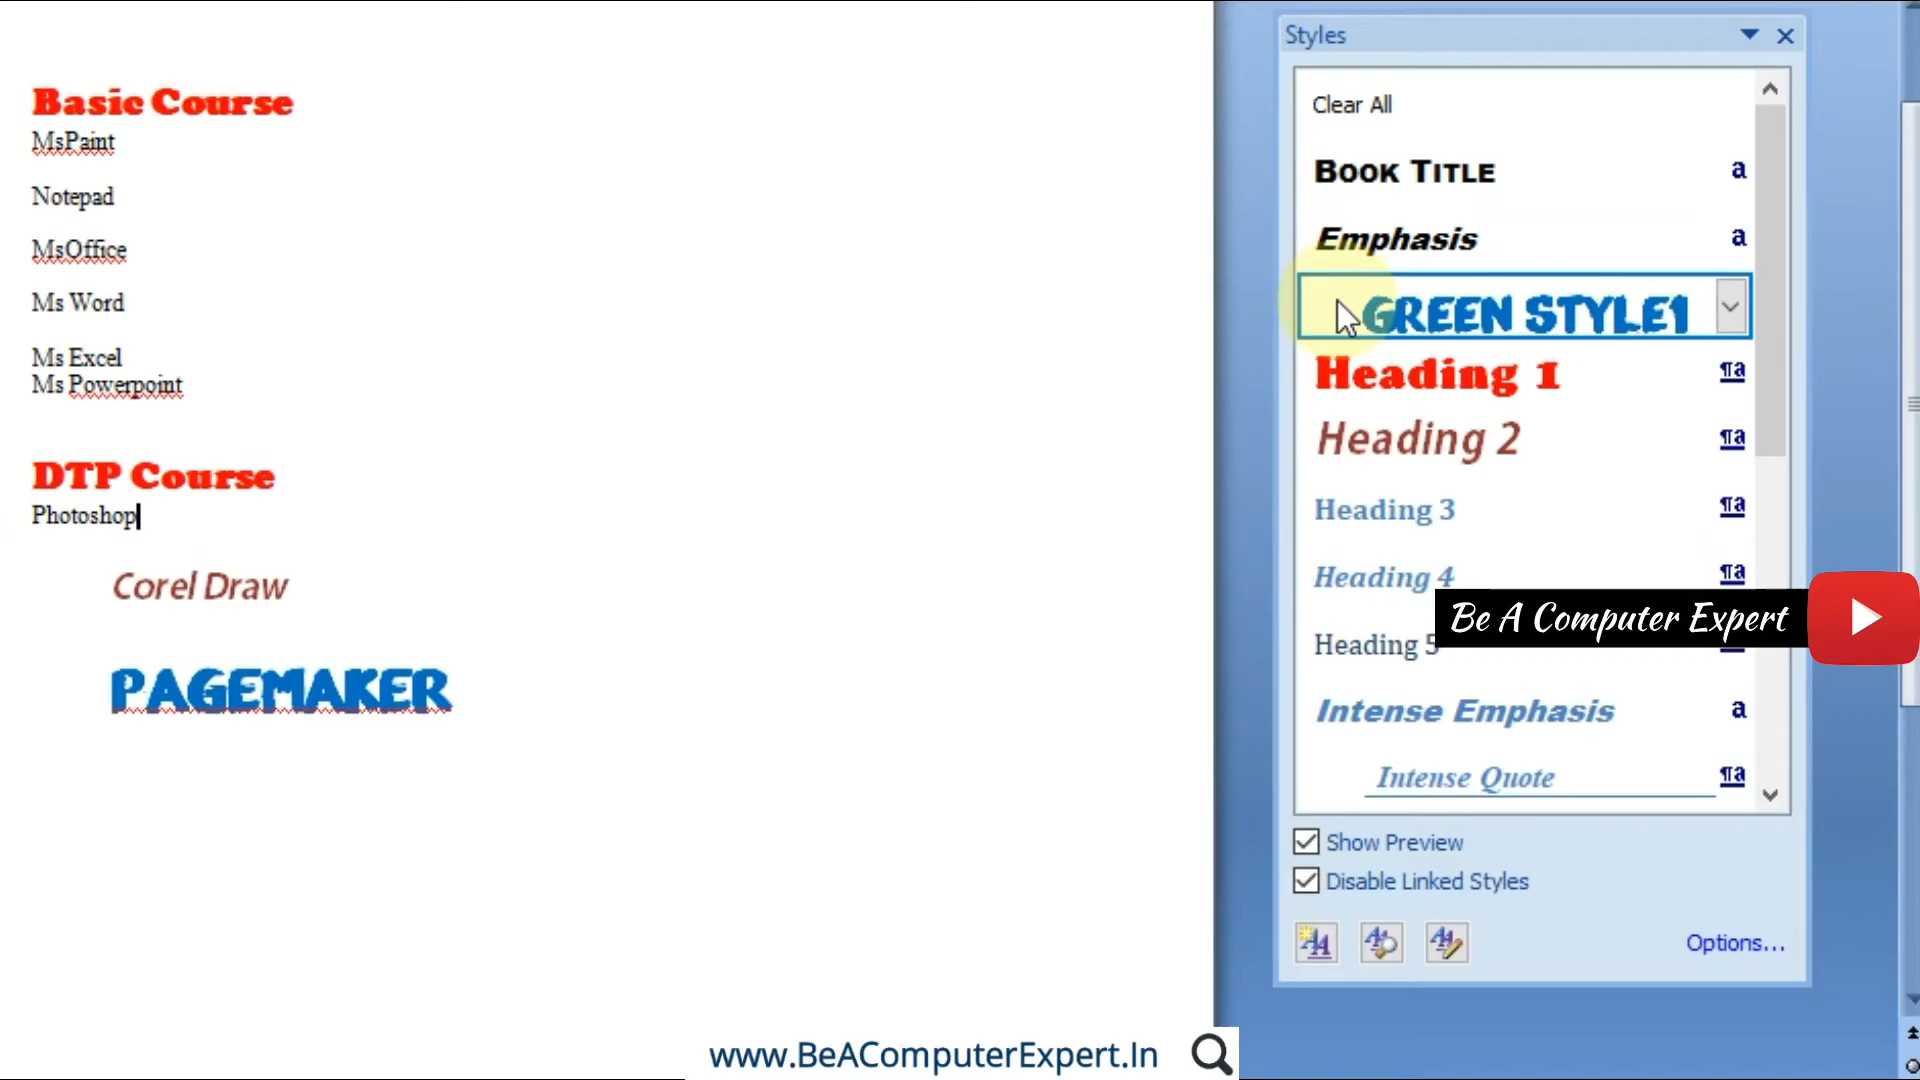 Basic Course
MsPaint
Notepad
MsOffice
Ms Word
Ms Excel
Ms Powerpoint
DTP Course
Photoshop
Corel Draw
PAGEMAKER
Styles
Clear All
BOOK TITLE a
Emphasis a
GREEN STYLE1
Heading 1 ¶a
Heading 2 ¶a
Heading 3 ¶a
Heading 4 ¶a
Heading 5
Intense Emphasis a
Intense Quote ¶a
Show Preview
Disable Linked Styles
Options...
Be A Computer Expert
www.BeAComputerExpert.In